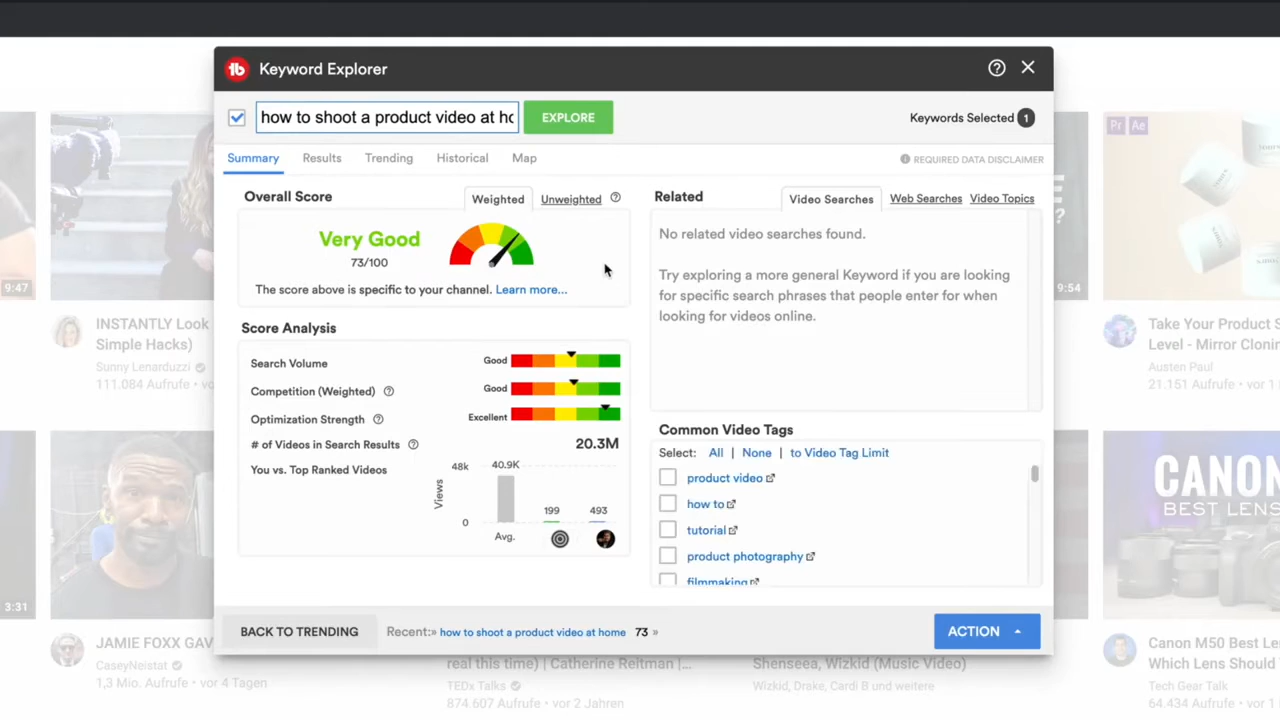 Keyword Explorer
how to shoot a product video at ho
EXPLORE
Keywords Selected 1
Summary
Results
Trending
Historical
Map
REQUIRED DATA DISCLAIMER
Overall Score
Weighted
Unweighted
Very Good
73/100
The score above is specific to your channel. Learn more...
Score Analysis
Search Volume
Good
Competition (Weighted)
Good
Optimization Strength
Excellent
# of Videos in Search Results
20.3M
You vs. Top Ranked Videos
Views
48k
0
40.9K
199
493
Avg.
Related
Video Searches
Web Searches
Video Topics
No related video searches found.
Try exploring a more general Keyword if you are looking
for specific search phrases that people enter for when
looking for videos online.
Common Video Tags
Select: All | None | to Video Tag Limit
product video
how to
tutorial
product photography
filmmaking
BACK TO TRENDING
Recent:» how to shoot a product video at home 73 »
ACTION
9:47
INSTANTLY Look
Simple Hacks)
Sunny Lenarduzzi
111.084 Aufrufe • vo
3:31
JAMIE FOXX GAV
CaseyNeistat
1,3 Mio. Aufrufe • vor 4 Tagen
real this time) | Catherine Reitman |...
TEDx Talks
874.607 Aufrufe • vor 2 Jahren
Shenseea, Wizkid (Music Video)
Wizkid, Drake, Cardi B und weitere
9:54
E
?
Pr Ae
Take Your Product S
Level - Mirror Clonin
Austen Paul
21.151 Aufrufe • vor 1
CANON
BEST LENS
Canon M50 Best Le
Which Lens Should
Tech Gear Talk
64.434 Aufrufe • vor 1